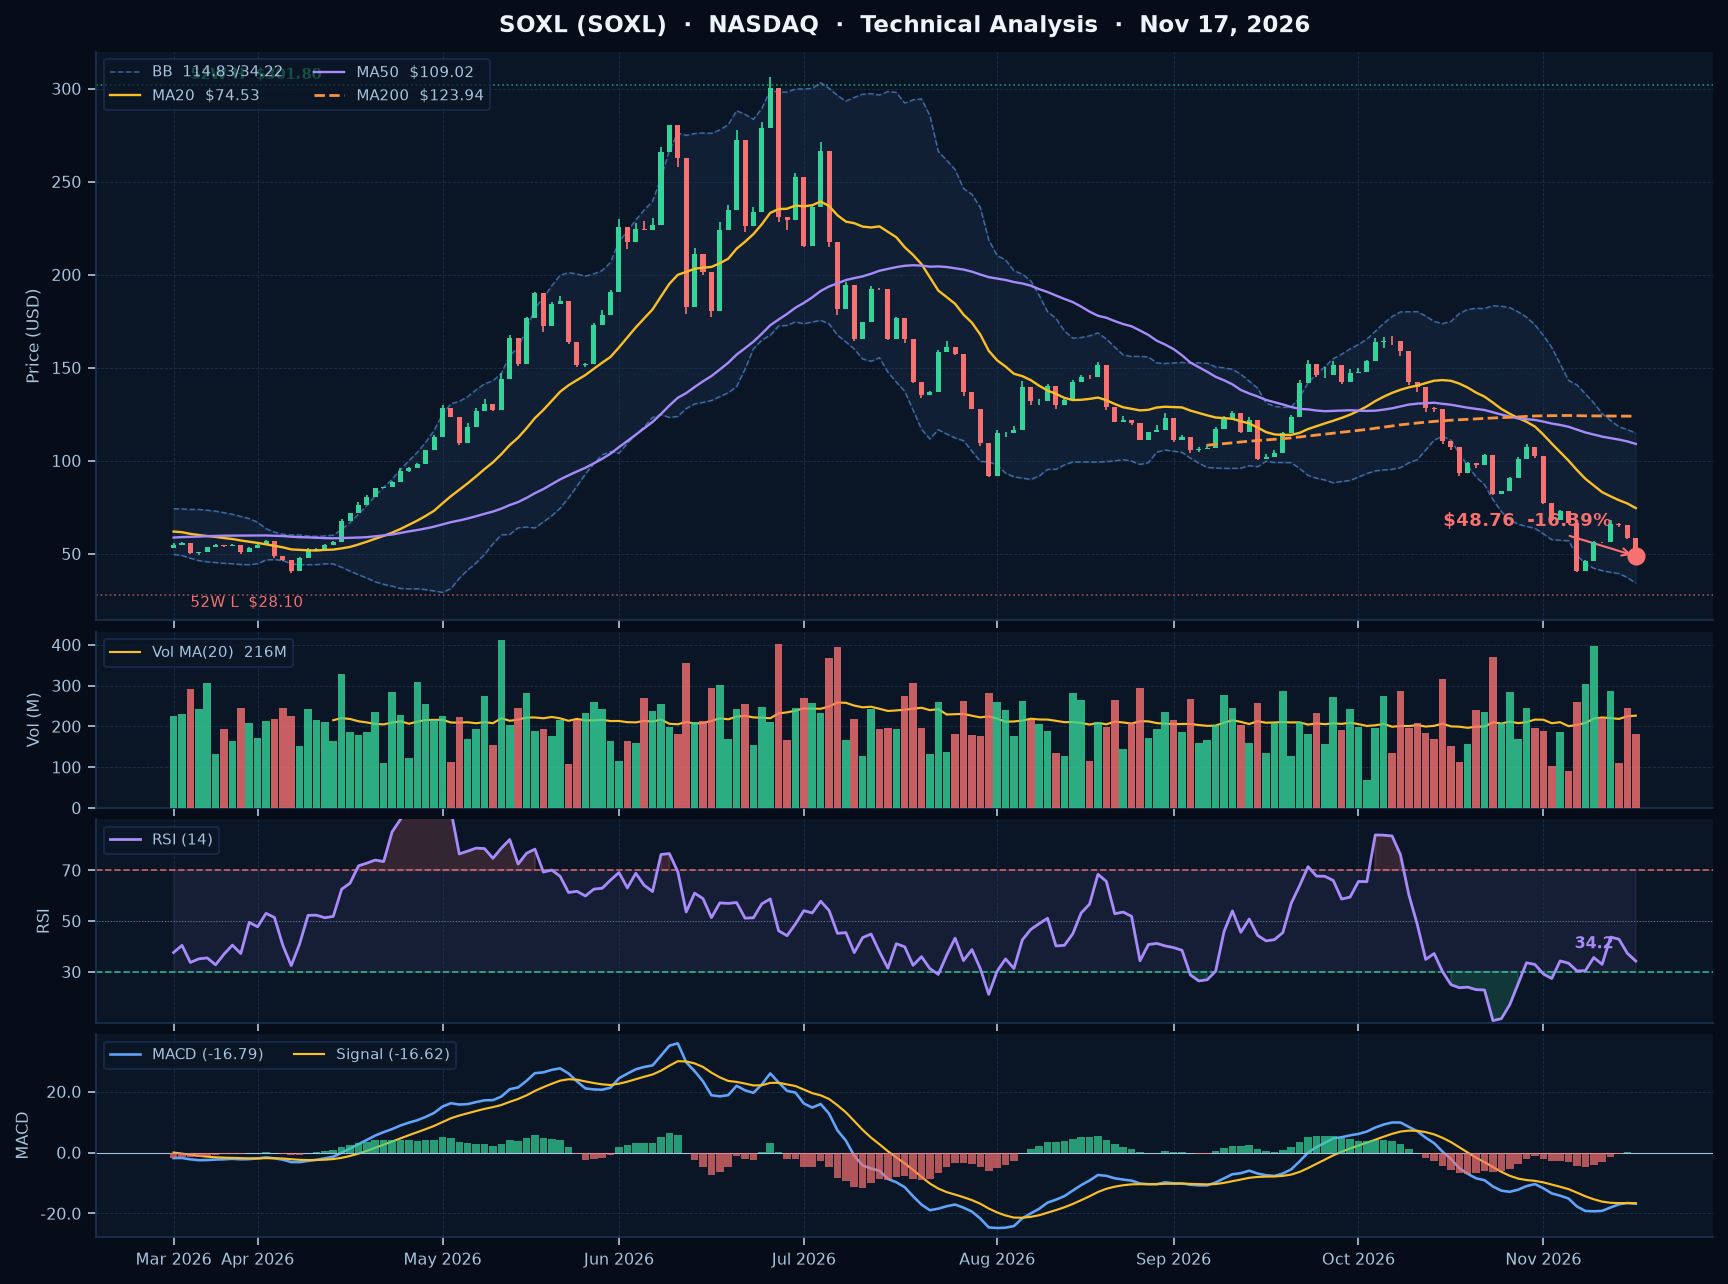 SOXL (SOXL) · NASDAQ · Technical Analysis · Nov 17, 2026
BB 114.83/34.22
MA20 $74.53
MA50 $109.02
MA200 $123.94
300
250
200
150
100
50
Price (USD)
$48.76 -16.89%
52W L $28.10
Vol MA(20) 216M
400
300
200
100
0
Vol (M)
RSI (14)
70
50
30
RSI
34.2
MACD (-16.79)
Signal (-16.62)
20.0
0.0
-20.0
MACD
Mar 2026
Apr 2026
May 2026
Jun 2026
Jul 2026
Aug 2026
Sep 2026
Oct 2026
Nov 2026